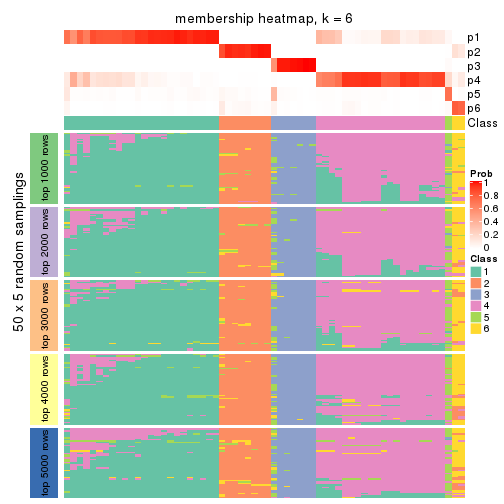 membership heatmap, k = 6
p1
p2
p3
p4
p5
p6
Class
50 x 5 random samplings
top 1000 rows
top 2000 rows
top 3000 rows
top 4000 rows
top 5000 rows
Prob
1
0.8
0.6
0.4
0.2
0
Class
1
2
3
4
5
6